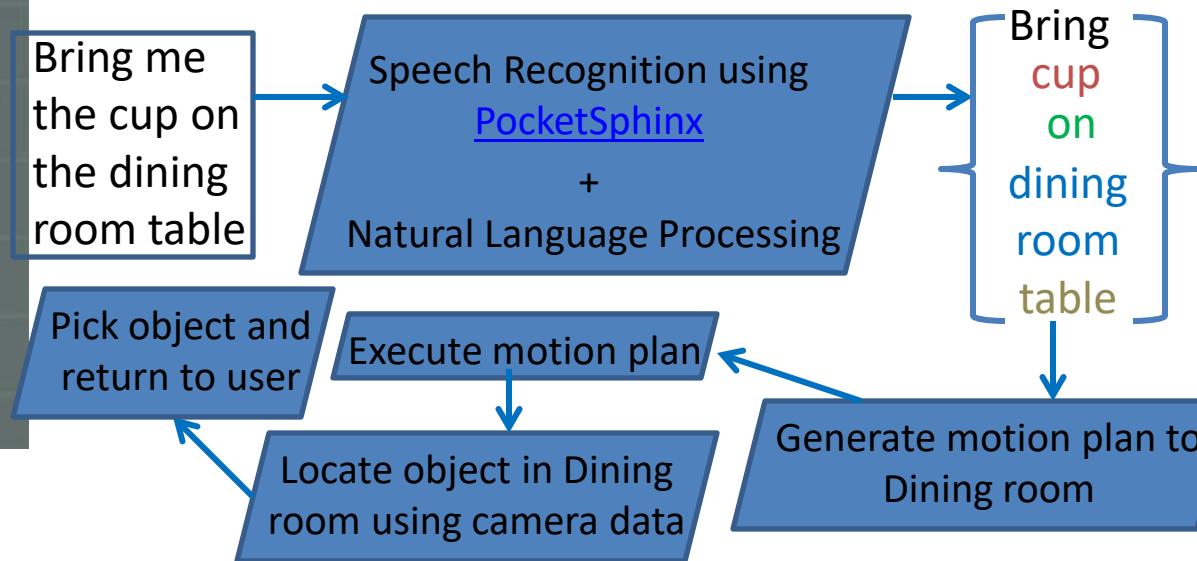 Bring me
the cup on
the dining
room table
Speech Recognition using
PocketSphinx
+
Natural Language Processing
Bring
cup
on
dining
room
table
Generate motion plan to
Dining room
Execute motion plan
Locate object in Dining
room using camera data
Pick object and
return to user